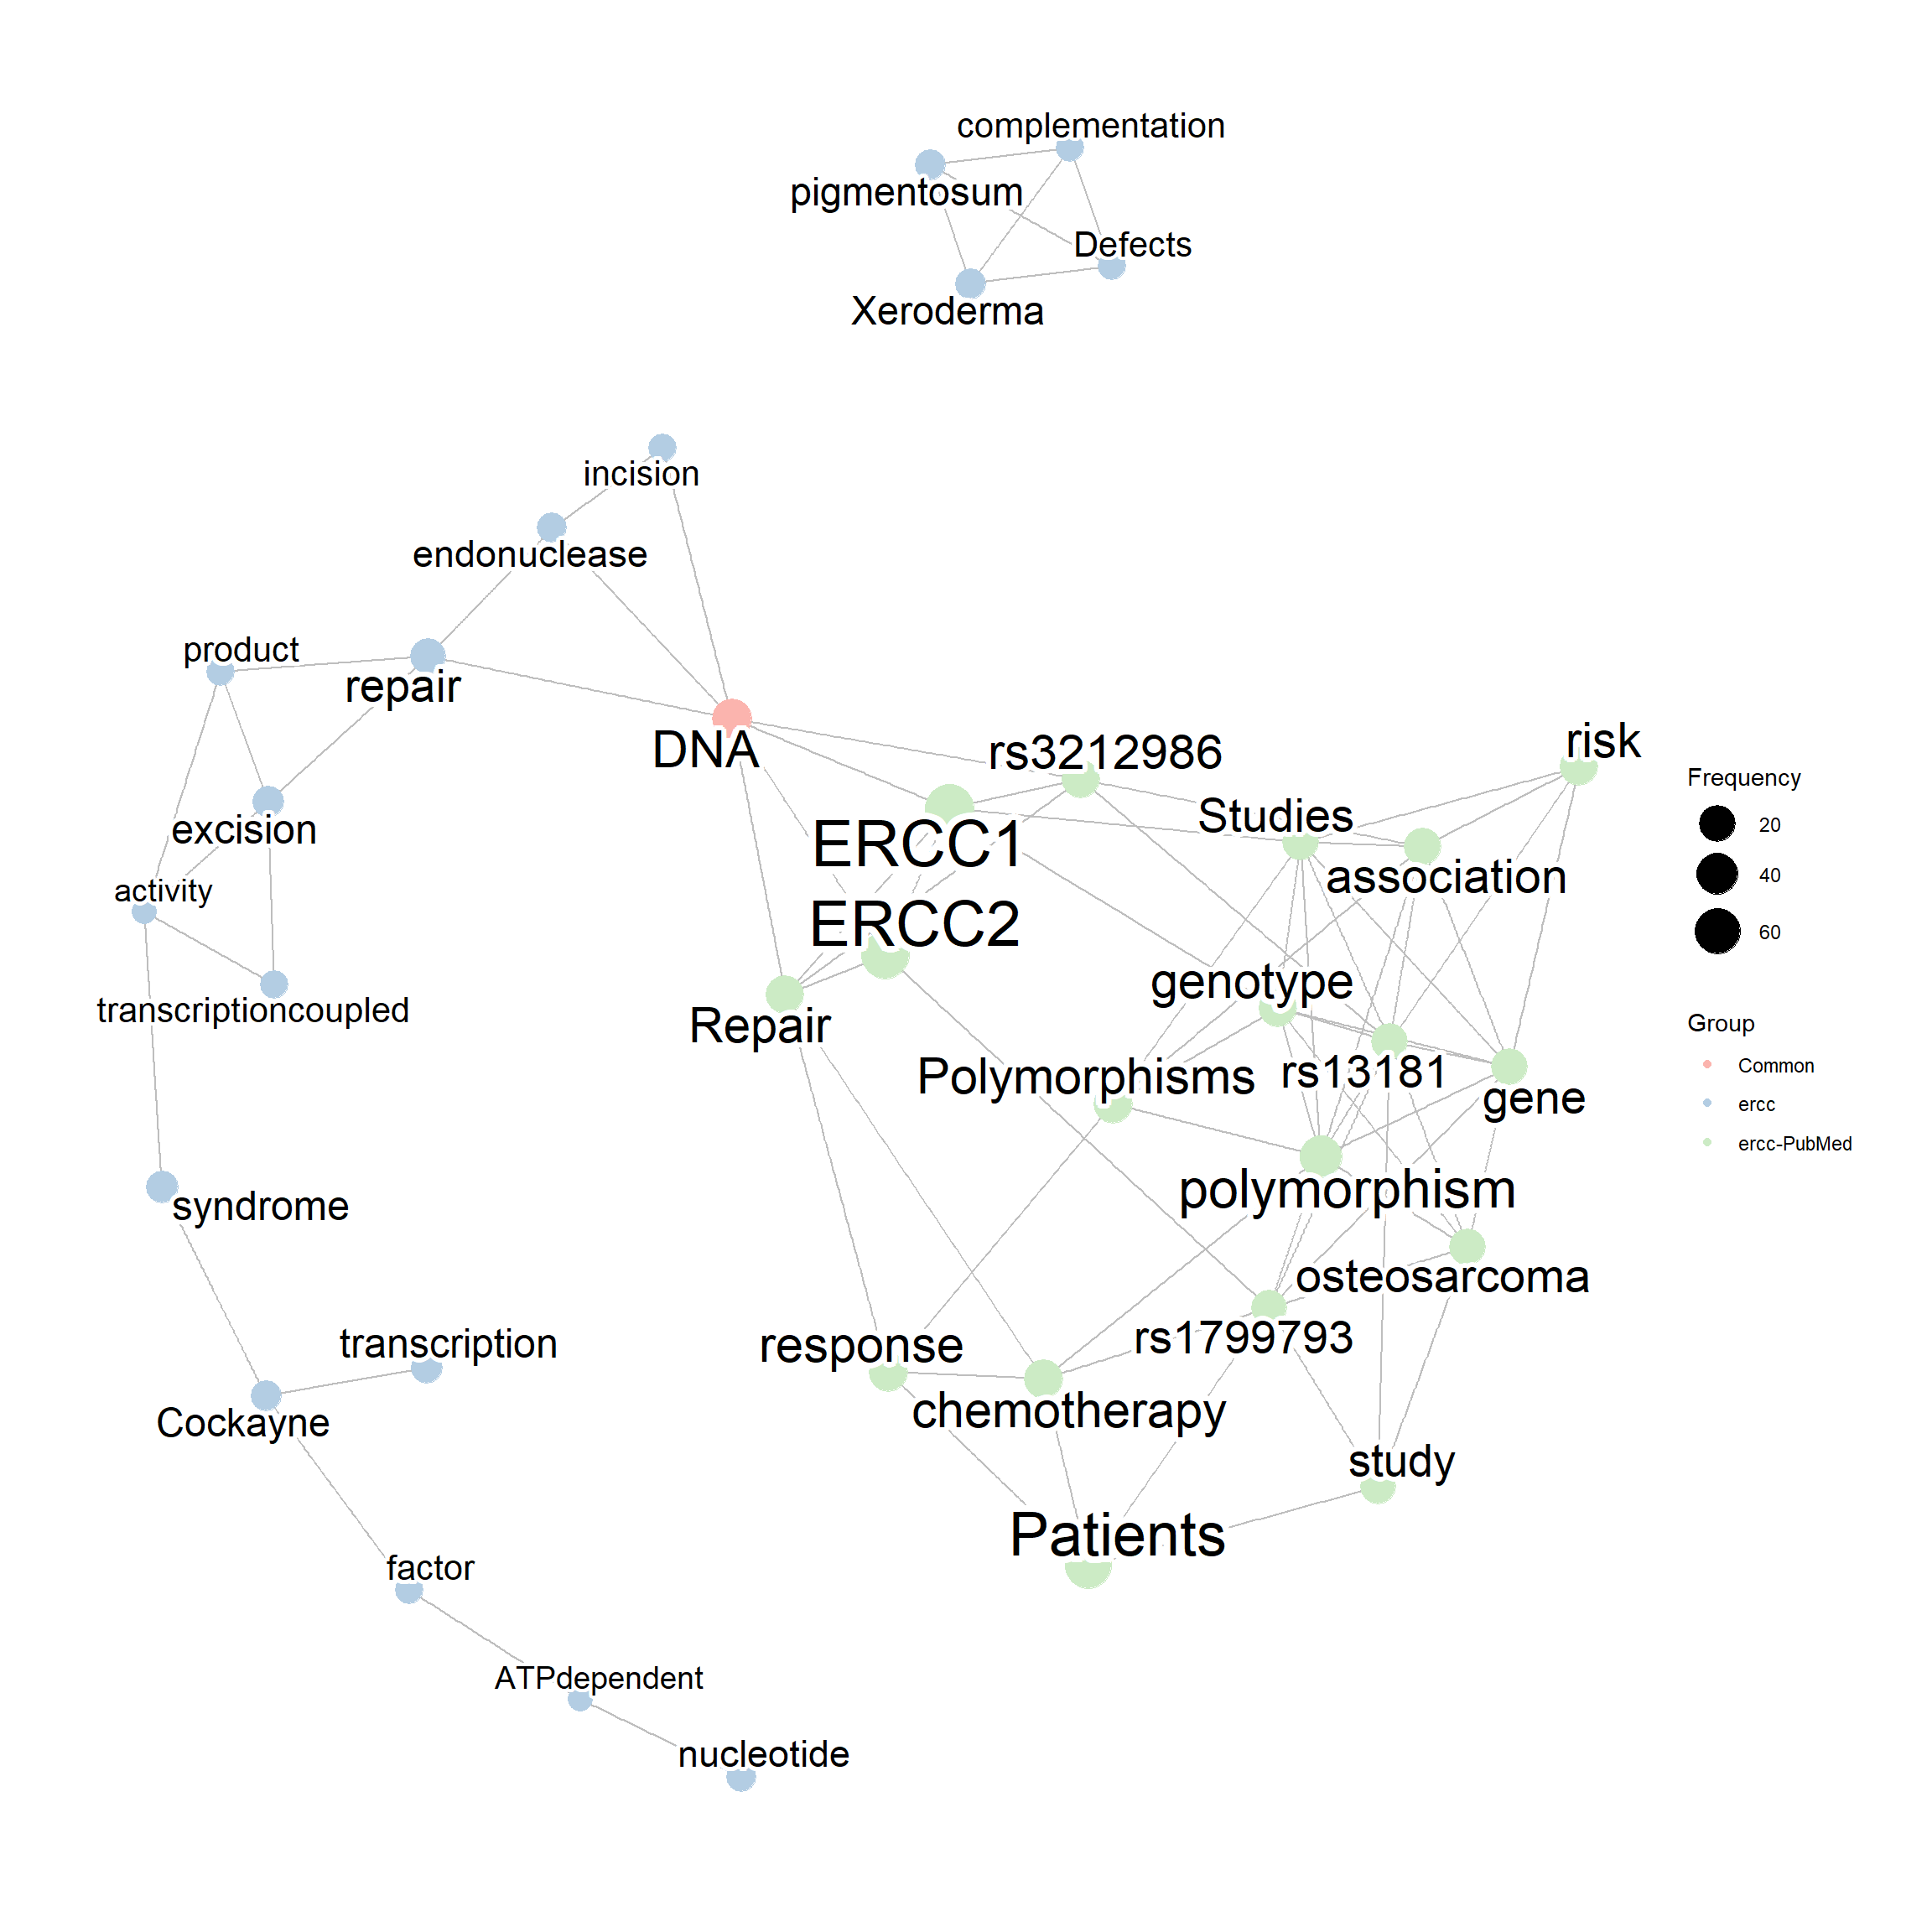 complementation
pigmentosum
Defects
Xeroderma
incision
endonuclease
product
repair
DNA
rs3212986
risk
Studies
ERCC1
excision
association
activity
ERCC2
genotype
transcriptioncoupled
Repair
Polymorphisms
rs13181
gene
polymorphism
syndrome
osteosarcoma
transcription
response
rs1799793
Cockayne
chemotherapy
study
Patients
factor
ATPdependent
nucleotide
Frequency
20
40
60
Group
Common
ercc
ercc-PubMed